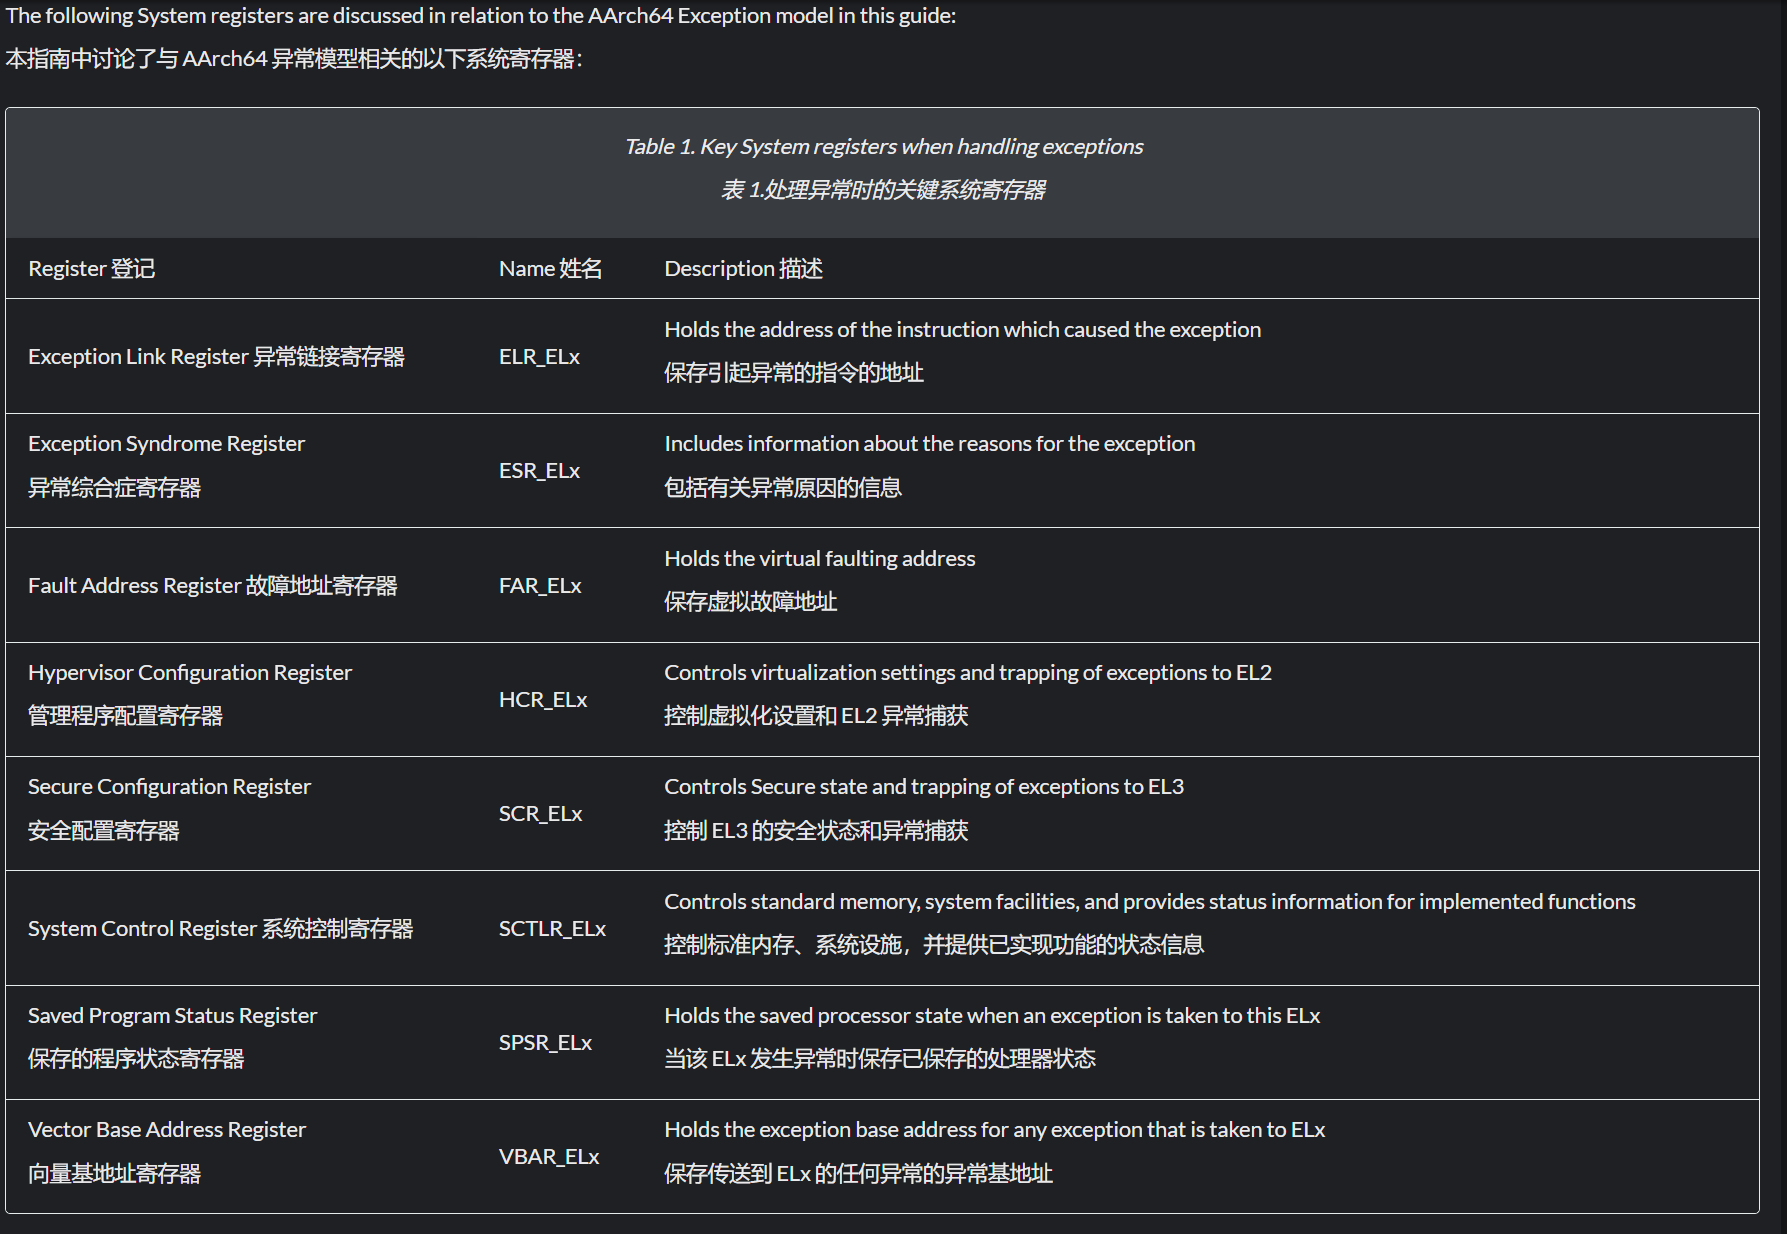 The following System registers are discussed in relation to the AArch64 Exception model in this guide:
本指南中讨论了与 AArch64 异常模型相关的以下系统寄存器：
Table 1. Key System registers when handling exceptions
表 1.处理异常时的关键系统寄存器
Register 登记 Name 姓名 Description 描述
Exception Link Register 异常链接寄存器 ELR_ELx Holds the address of the instruction which caused the exception
保存引起异常的指令的地址
Exception Syndrome Register
异常综合症寄存器 ESR_ELx Includes information about the reasons for the exception
包括有关异常原因的信息
Fault Address Register 故障地址寄存器 FAR_ELx Holds the virtual faulting address
保存虚拟故障地址
Hypervisor Configuration Register
管理程序配置寄存器 HCR_ELx Controls virtualization settings and trapping of exceptions to EL2
控制虚拟化设置和 EL2 异常捕获
Secure Configuration Register
安全配置寄存器 SCR_ELx Controls Secure state and trapping of exceptions to EL3
控制 EL3 的安全状态和异常捕获
System Control Register 系统控制寄存器 SCTLR_ELx Controls standard memory, system facilities, and provides status information for implemented functions
控制标准内存、系统设施，并提供已实现功能的状态信息
Saved Program Status Register
保存的程序状态寄存器 SPSR_ELx Holds the saved processor state when an exception is taken to this ELx
当该 ELx 发生异常时保存已保存的处理器状态
Vector Base Address Register
向量基地址寄存器 VBAR_ELx Holds the exception base address for any exception that is taken to ELx
保存传送到 ELx 的任何异常的异常基地址